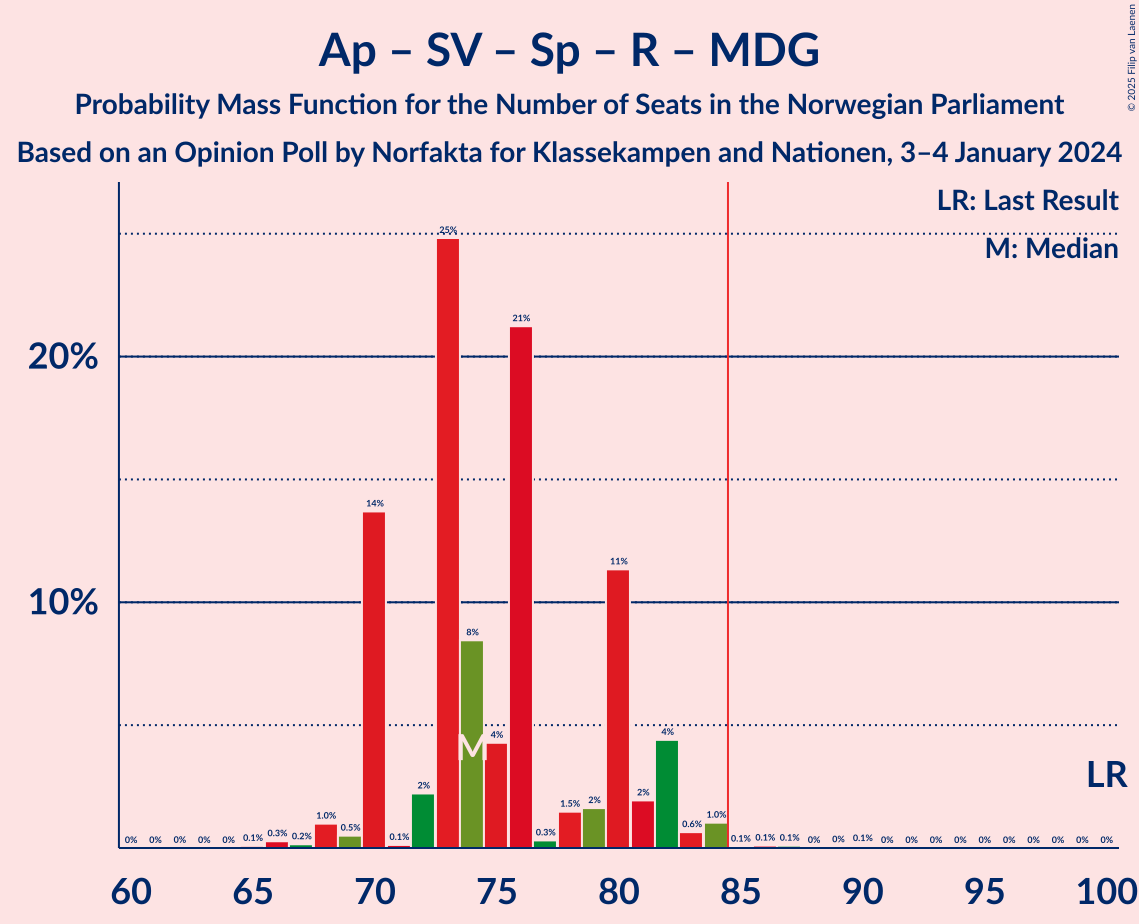 Ap – SV – Sp – R – MDG
Probability Mass Function for the Number of Seats in the Norwegian Parliament
Based on an Opinion Poll by Norfakta for Klassekampen and Nationen, 3–4 January 2024
© 2025 Filip van Laenen
LR: Last Result
M: Median
20%
10%
0% 0% 0% 0% 0% 0.1% 0.3% 0.2% 1.0% 0.5% 14% 0.1% 2% 25% 8% 4% 21% 0.3% 1.5% 2% 11% 2% 4% 0.6% 1.0% 0.1% 0.1% 0.1% 0% 0% 0.1% 0% 0% 0% 0% 0% 0% 0% 0% 0% 0%
M
LR
60 65 70 75 80 85 90 95 100